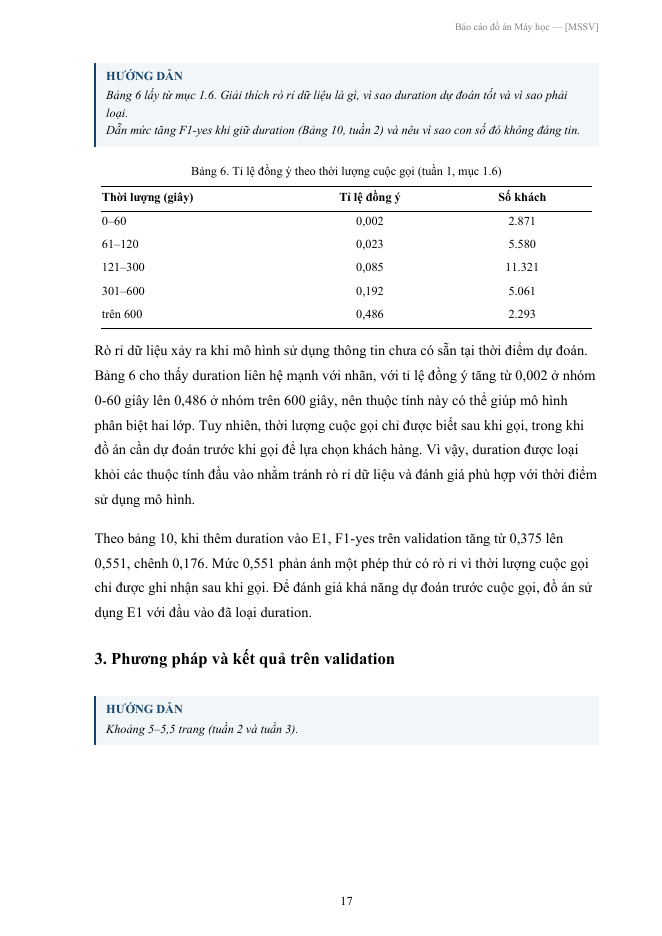 Báo cáo đồ án Máy học — [MSSV]
HƯỚNG DẪN
Bảng 6 lấy từ mục 1.6. Giải thích rò rỉ dữ liệu là gì, vì sao duration dự đoán tốt và vì sao phải
loại.
Dẫn mức tăng F1-yes khi giữ duration (Bảng 10, tuần 2) và nêu vì sao con số đó không đáng tin.
Bảng 6. Tỉ lệ đồng ý theo thời lượng cuộc gọi (tuần 1, mục 1.6)
Thời lượng (giây) Tỉ lệ đồng ý Số khách
0–60 0,002 2.871
61–120 0,023 5.580
121–300 0,085 11.321
301–600 0,192 5.061
trên 600 0,486 2.293
Rò rỉ dữ liệu xảy ra khi mô hình sử dụng thông tin chưa có sẵn tại thời điểm dự đoán.
Bảng 6 cho thấy duration liên hệ mạnh với nhãn, với tỉ lệ đồng ý tăng từ 0,002 ở nhóm
0-60 giây lên 0,486 ở nhóm trên 600 giây, nên thuộc tính này có thể giúp mô hình
phân biệt hai lớp. Tuy nhiên, thời lượng cuộc gọi chỉ được biết sau khi gọi, trong khi
đồ án cần dự đoán trước khi gọi để lựa chọn khách hàng. Vì vậy, duration được loại
khỏi các thuộc tính đầu vào nhằm tránh rò rỉ dữ liệu và đánh giá phù hợp với thời điểm
sử dụng mô hình.
Theo bảng 10, khi thêm duration vào E1, F1-yes trên validation tăng từ 0,375 lên
0,551, chênh 0,176. Mức 0,551 phản ánh một phép thử có rò rỉ vì thời lượng cuộc gọi
chỉ được ghi nhận sau khi gọi. Để đánh giá khả năng dự đoán trước cuộc gọi, đồ án sử
dụng E1 với đầu vào đã loại duration.
3. Phương pháp và kết quả trên validation
HƯỚNG DẪN
Khoảng 5–5,5 trang (tuần 2 và tuần 3).
17